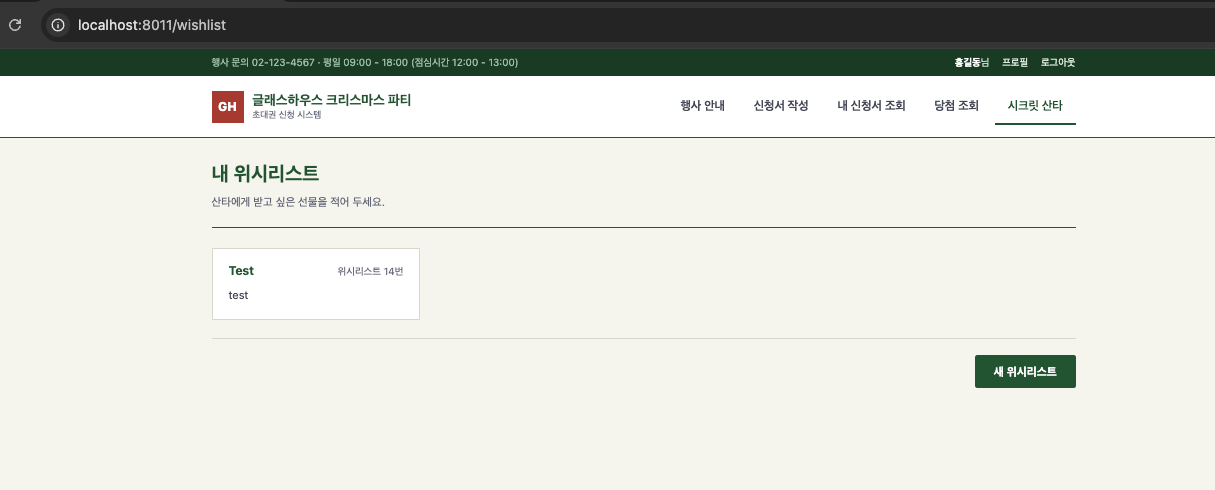 localhost:8011/wishlist
행사 문의 02-123-4567 · 평일 09:00 - 18:00 (점심시간 12:00 - 13:00)
홍길동님 프로필 로그아웃
GH
글래스하우스 크리스마스 파티
초대권 신청 시스템
행사 안내 신청서 작성 내 신청서 조회 당첨 조회 시크릿 산타
내 위시리스트
산타에게 받고 싶은 선물을 적어 두세요.
Test 위시리스트 14번
test
새 위시리스트